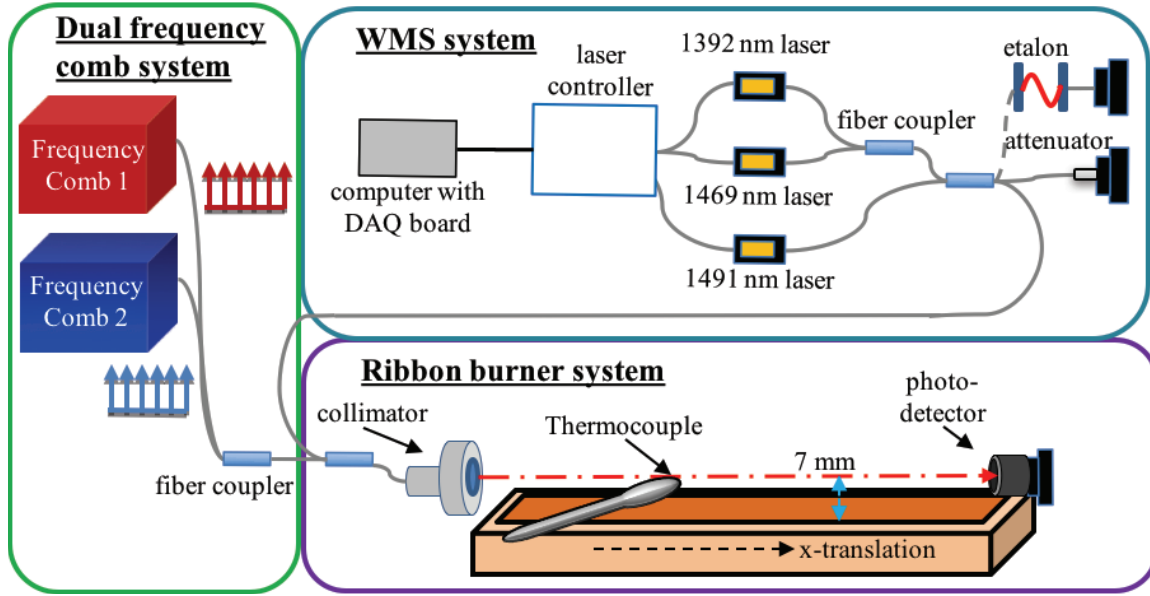 Dual frequency
comb system
Frequency
Comb 1
Frequency
Comb 2
fiber coupler
WMS system
computer with
DAQ board
laser
controller
1392 nm laser
1469 nm laser
1491 nm laser
fiber coupler
etalon
attenuator
Ribbon burner system
collimator
Thermocouple
7 mm
photo-
detector
x-translation